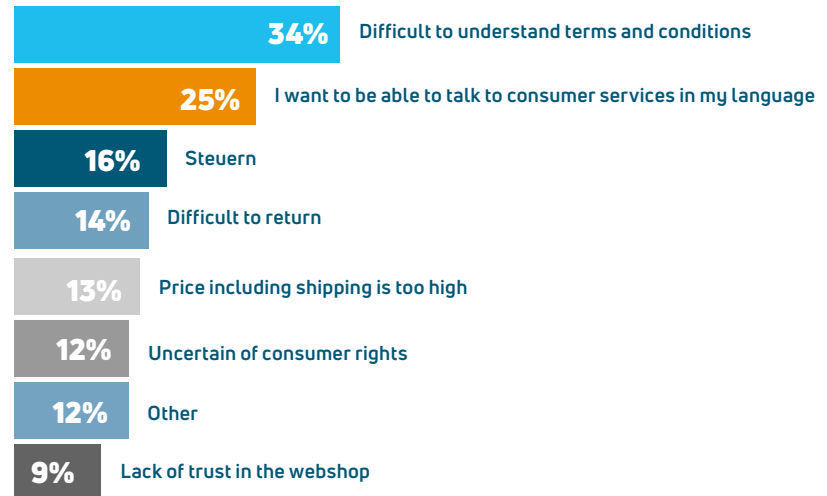 34% Difficult to understand terms and conditions
25% I want to be able to talk to consumer services in my language
16% Steuern
14% Difficult to return
13% Price including shipping is too high
12% Uncertain of consumer rights
12% Other
9% Lack of trust in the webshop